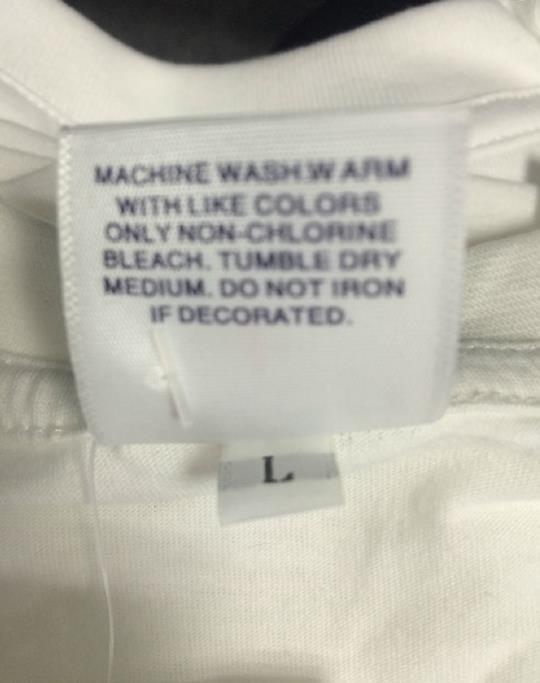 MACHINE WASH:WARM
WITH LIKE COLORS
ONLY NON-CHLORINE
BLEACH. TUMBLE DRY
MEDIUM. DO NOT IRON
IF DECORATED.
L